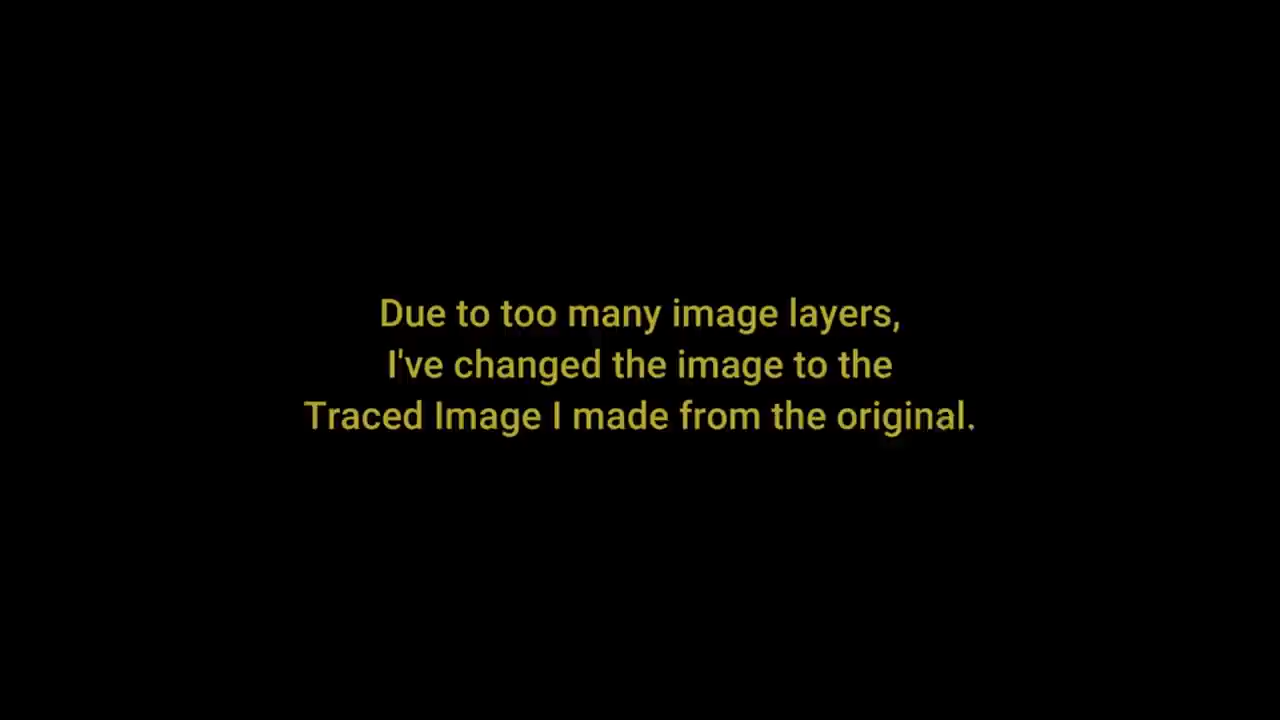 Due to too many image layers,
I've changed the image to the
Traced Image I made from the original.